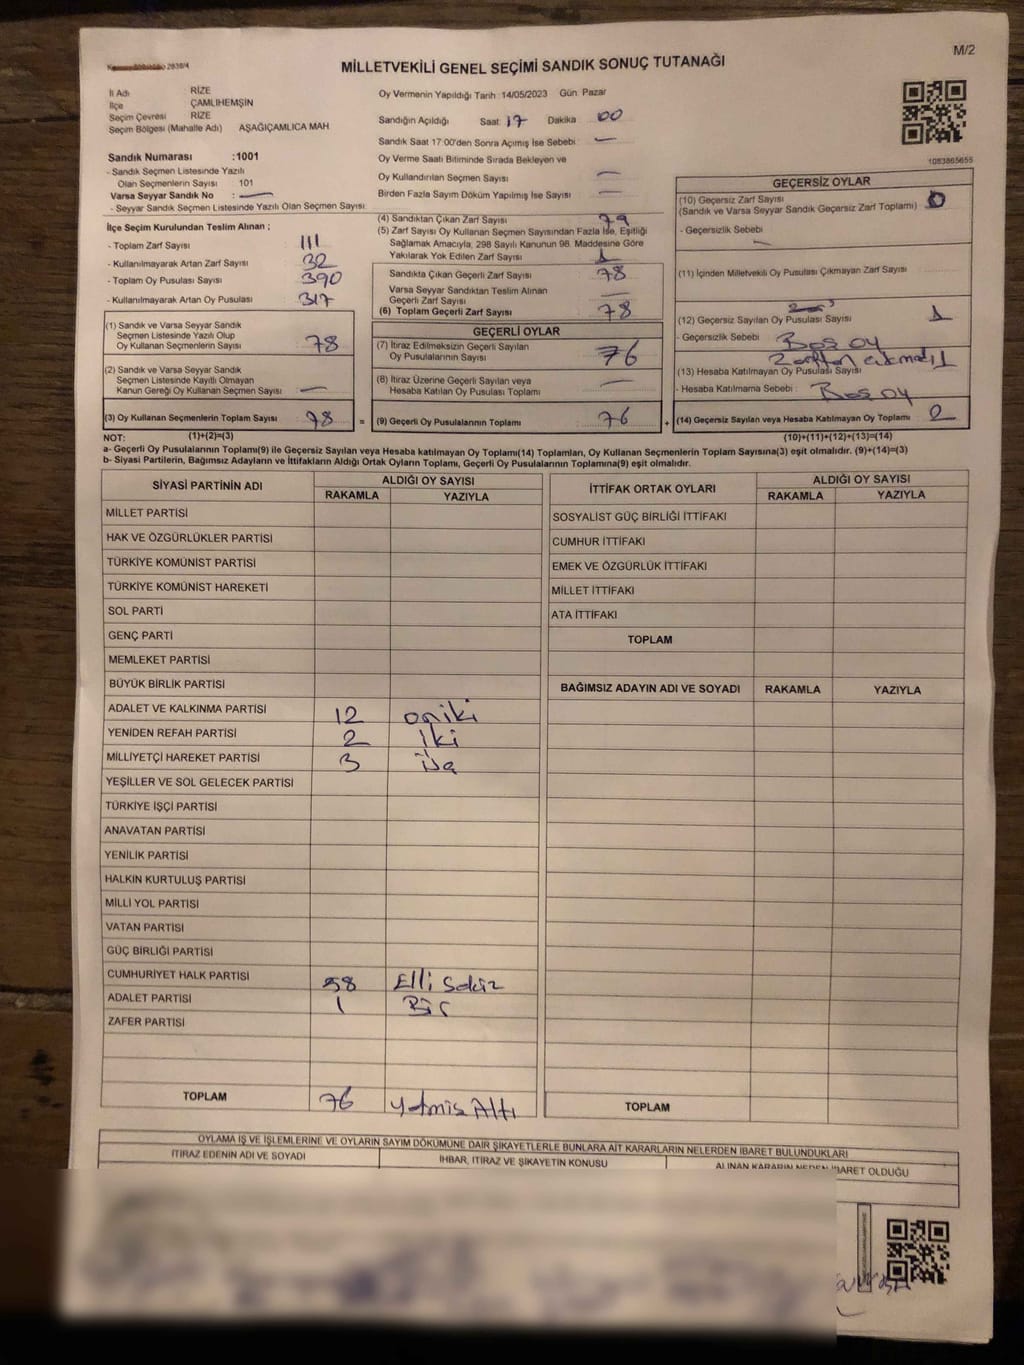 M/2
MİLLETVEKİLİ GENEL SEÇİMİ SANDIK SONUÇ TUTANAĞI
İl Adı RİZE
İlçe ÇAMLIHEMŞİN
Seçim Çevresi RİZE
Seçim Bölgesi (Mahalle Adı) AŞAĞIÇAMLICA MAH
Sandık Numarası :1001
- Sandık Seçmen Listesinde Yazılı
Olan Seçmenlerin Sayısı 101
Varsa Seyyar Sandık No :
- Seyyar Sandık Seçmen Listesinde Yazılı Olan Seçmen Sayısı
İlçe Seçim Kurulundan Teslim Alınan ;
- Toplam Zarf Sayısı 111
- Kullanılmayarak Artan Zarf Sayısı 32
- Toplam Oy Pusulası Sayısı 390
- Kullanılmayarak Artan Oy Pusulası 317
(1) Sandık ve Varsa Seyyar Sandık
Seçmen Listesinde Yazılı Olup
Oy Kullanan Seçmenlerin Sayısı 78
(2) Sandık ve Varsa Seyyar Sandık
Seçmen Listesinde Kayıtlı Olmayan
Kanun Gereği Oy Kullanan Seçmen Sayısı
(3) Oy Kullanan Seçmenlerin Toplam Sayısı : 78
Oy Vermenin Yapıldığı Tarih :14/05/2023 Gün: Pazar
Sandığın Açıldığı Saat: 17 Dakika 00
Sandık Saat 17:00'den Sonra Açımış İse Sebebi :
Oy Verme Saati Bitiminde Sırada Bekleyen ve
Oy Kullandırılan Seçmen Sayısı
Birden Fazla Sayım Döküm Yapılmış İse Sayısı
(4) Sandıktan Çıkan Zarf Sayısı 79
(5) Zarf Sayısı Oy Kullanan Seçmen Sayısından Fazla İse, Eşitliği
Sağlamak Amacıyla, 298 Sayılı Kanunun 98. Maddesine Göre
Yakılarak Yok Edilen Zarf Sayısı 1
Sandıkta Çıkan Geçerli Zarf Sayısı 78
Varsa Seyyar Sandıktan Teslim Alınan
Geçerli Zarf Sayısı
(6) Toplam Geçerli Zarf Sayısı : 78
GEÇERLİ OYLAR
(7) İtiraz Edilmeksizin Geçerli Sayılan
Oy Pusulalarının Sayısı 76
(8) İtiraz Üzerine Geçerli Sayılan veya
Hesaba Katılan Oy Pusulası Toplamı
= (9) Geçerli Oy Pusulalarının Toplamı 76 +
1083865655
GEÇERSİZ OYLAR
(10) Geçersiz Zarf Sayısı 0
(Sandık ve Varsa Seyyar Sandık Geçersiz Zarf Toplamı)
- Geçersizlik Sebebi
(11) İçinden Milletvekili Oy Pusulası Çıkmayan Zarf Sayısı
(12) Geçersiz Sayılan Oy Pusulası Sayısı 1
- Geçersizlik Sebebi : Boş oy
Zarftan çıkmadı
(13) Hesaba Katılmayan Oy Pusulası Sayısı 1
- Hesaba Katılmama Sebebi : Boş oy
(14) Geçersiz Sayılan veya Hesaba Katılmayan Oy Toplamı 2
NOT: (1)+(2)=(3) (10)+(11)+(12)+(13)=(14)
a- Geçerli Oy Pusulalarının Toplamı(9) ile Geçersiz Sayılan veya Hesaba Katılmayan Oy Toplamı(14) Toplamları, Oy Kullanan Seçmenlerin Toplam Sayısına(3) eşit olmalıdır. (9)+(14)=(3)
b- Siyasi Partilerin, Bağımsız Adayların ve İttifakların Aldığı Ortak Oyların Toplamı, Geçerli Oy Pusulalarının Toplamına(9) eşit olmalıdır.
SİYASİ PARTİNİN ADI ALDIĞI OY SAYISI
RAKAMLA YAZIYLA
MİLLET PARTİSİ
HAK VE ÖZGÜRLÜKLER PARTİSİ
TÜRKİYE KOMÜNİST PARTİSİ
TÜRKİYE KOMÜNİST HAREKETİ
SOL PARTİ
GENÇ PARTİ
MEMLEKET PARTİSİ
BÜYÜK BİRLİK PARTİSİ
ADALET VE KALKINMA PARTİSİ 12 oniki
YENİDEN REFAH PARTİSİ 2 iki
MİLLİYETÇİ HAREKET PARTİSİ 3 Üç
YEŞİLLER VE SOL GELECEK PARTİSİ
TÜRKİYE İŞÇİ PARTİSİ
ANAVATAN PARTİSİ
YENİLİK PARTİSİ
HALKIN KURTULUŞ PARTİSİ
MİLLİ YOL PARTİSİ
VATAN PARTİSİ
GÜÇ BİRLİĞİ PARTİSİ
CUMHURİYET HALK PARTİSİ 58 Elli Sekiz
ADALET PARTİSİ 1 Bir
ZAFER PARTİSİ
TOPLAM 76 Yetmiş Altı
İTTİFAK ORTAK OYLARI ALDIĞI OY SAYISI
RAKAMLA YAZIYLA
SOSYALİST GÜÇ BİRLİĞİ İTTİFAKI
CUMHUR İTTİFAKI
EMEK VE ÖZGÜRLÜK İTTİFAKI
MİLLET İTTİFAKI
ATA İTTİFAKI
TOPLAM
BAĞIMSIZ ADAYIN ADI VE SOYADI RAKAMLA YAZIYLA
TOPLAM
OYLAMA İŞ VE İŞLEMLERİNE VE OYLARIN SAYIM DÖKÜMÜNE DAİR ŞİKAYETLERLE BUNLARA AİT KARARLARIN NELERDEN İBARET BULUNDUKLARI
İTİRAZ EDENİN ADI VE SOYADI İHBAR, İTİRAZ VE ŞİKAYETİN KONUSU ALINAN KARARIN NEDEN İBARET OLDUĞU